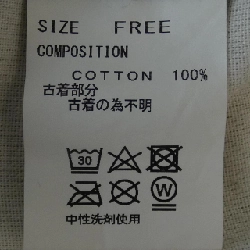 SIZE FREE
COMPOSITION
COTTON 100%
古着部分
古着の為不明
30
W
中性洗剤使用